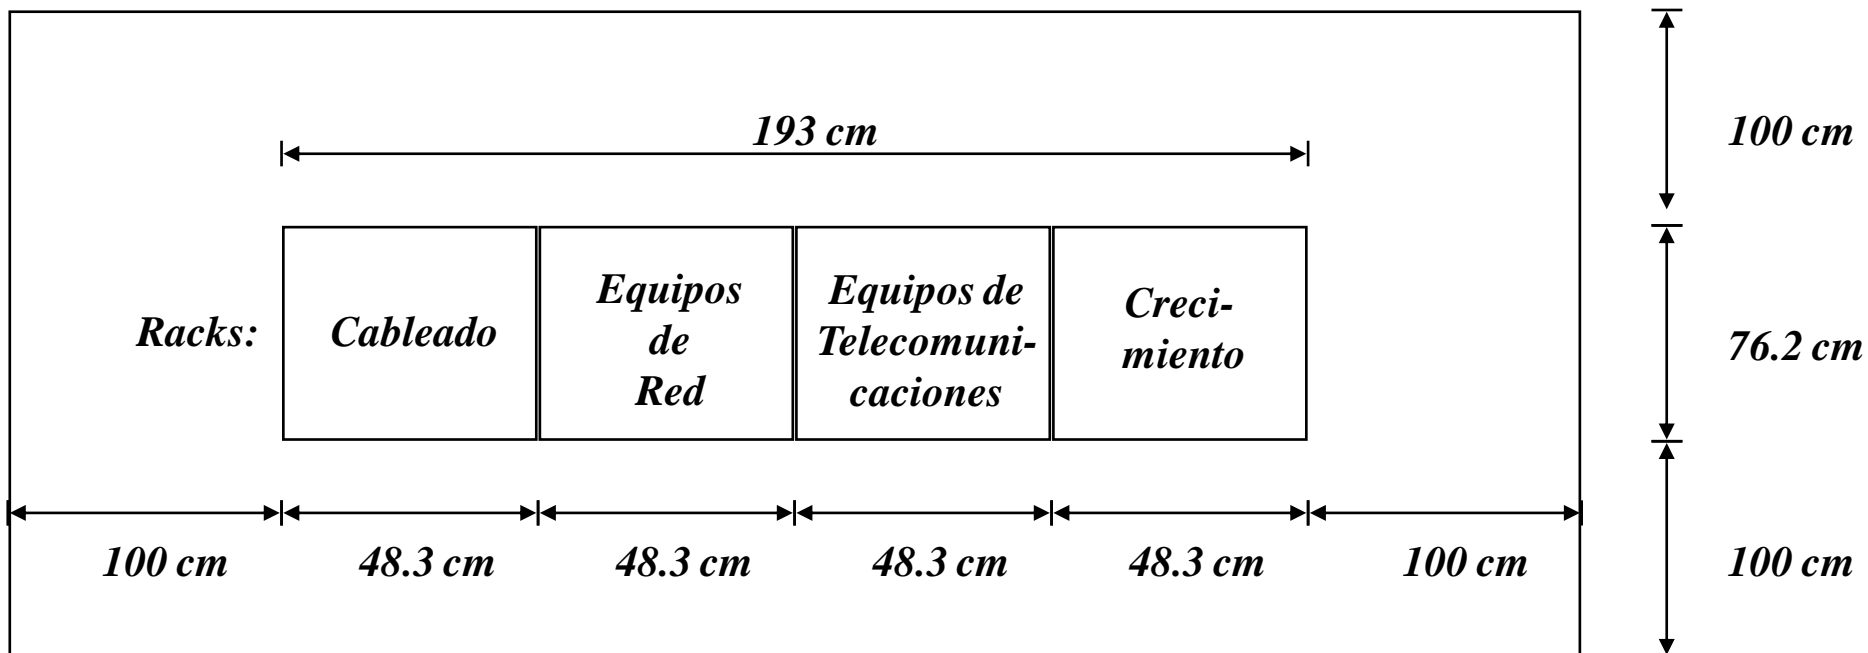 193 cm
100 cm
Racks:
Cableado
Equipos
de
Red
Equipos de
Telecomuni-
caciones
Creci-
miento
76.2 cm
100 cm
48.3 cm
48.3 cm
48.3 cm
48.3 cm
100 cm
100 cm